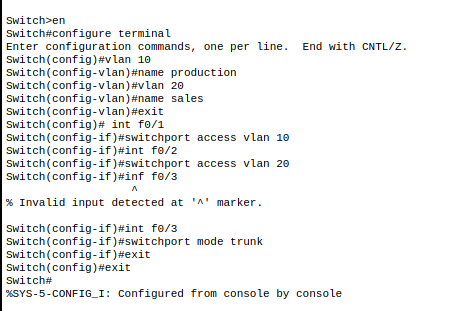 Switch>en
Switch#configure terminal
Enter configuration commands, one per line.  End with CNTL/Z.
Switch(config)#vlan 10
Switch(config-vlan)#name production
Switch(config-vlan)#vlan 20
Switch(config-vlan)#name sales
Switch(config-vlan)#exit
Switch(config)# int f0/1
Switch(config-if)#switchport access vlan 10
Switch(config-if)#int f0/2
Switch(config-if)#switchport access vlan 20
Switch(config-if)#inf f0/3
                   ^
% Invalid input detected at '^' marker.

Switch(config-if)#int f0/3
Switch(config-if)#switchport mode trunk
Switch(config-if)#exit
Switch(config)#exit
Switch#
%SYS-5-CONFIG_I: Configured from console by console